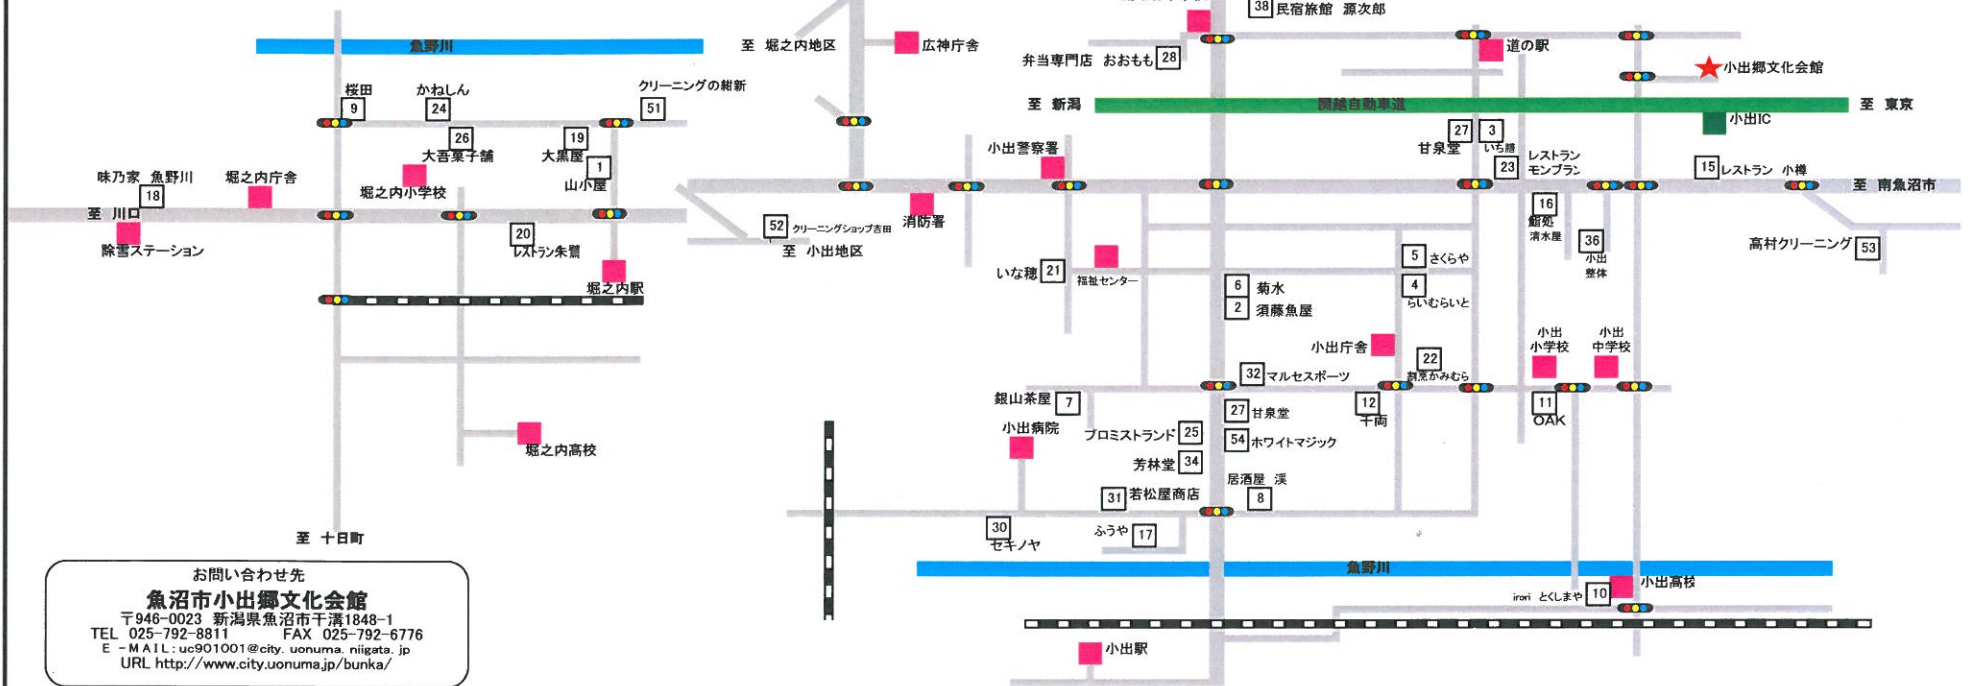 38 民宿旅館 源次郎
魚野川
至 堀之内地区
広神庁舎
弁当専門店 おおもも 28
道の駅
小出郷文化会館
桜田
9
かねしん
24
クリーニングの維新
51
至 新潟
関越自動車道
至 東京
小出IC
26
大吾菓子舗
19
大黒屋
1
山小屋
堀之内小学校
味乃家 魚野川
18
堀之内庁舎
小出警察署
27
甘泉堂
3
いち膳
23
レストラン
モンブラン
15 レストラン 小樽
至 川口
至 南魚沼市
除雪ステーション
20
レストラン朱鷺
52 クリーニングショップ吉田
至 小出地区
消防署
16
鮨処
清水屋
36
小出
整体
高村クリーニング 53
堀之内駅
いな穂 21
福祉センター
5 さくらや
4
らいむらいと
6 菊水
2 須藤魚屋
小出庁舎
22
割烹かみむら
小出
小学校
小出
中学校
32 マルセスポーツ
銀山茶屋 7
27 甘泉堂
12
千両
11
OAK
小出病院
プロミストランド 25
54 ホワイトマジック
堀之内高校
芳林堂 34
31 若松屋商店
居酒屋 渓
8
30
セキノヤ
ふうや 17
至 十日町
魚野川
irori とくしまや 10
小出高校
小出駅
お問い合わせ先
魚沼市小出郷文化会館
〒946-0023 新潟県魚沼市干溝1848-1
TEL 025-792-8811 FAX 025-792-6776
E -MAIL:uc901001@city.uonuma.niigata.jp
URL http://www.city.uonuma.jp/bunka/